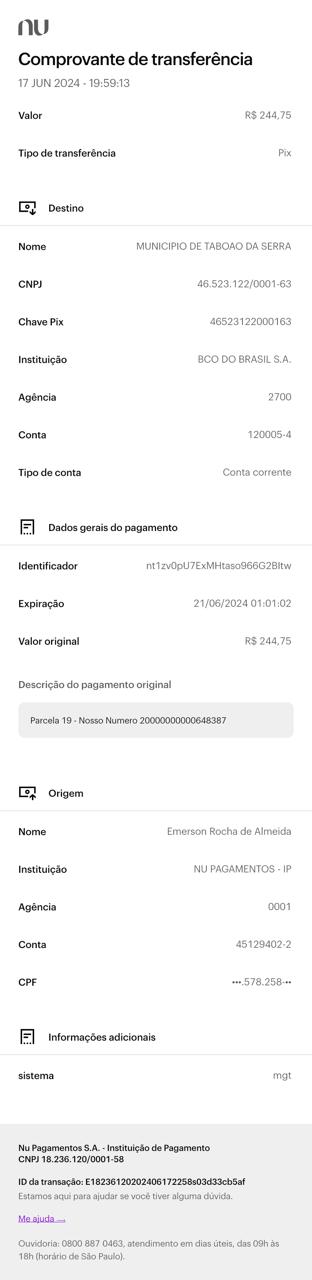 nu
Comprovante de transferência
17 JUN 2024 - 19:59:13
Valor R$ 244,75
Tipo de transferência Pix
Destino
Nome MUNICIPIO DE TABOAO DA SERRA
CNPJ 46.523.122/0001-63
Chave Pix 46523122000163
Instituição BCO DO BRASIL S.A.
Agência 2700
Conta 120005-4
Tipo de conta Conta corrente
Dados gerais do pagamento
Identificador nt1zv0pU7ExMHtaso966G2BItw
Expiração 21/06/2024 01:01:02
Valor original R$ 244,75
Descrição do pagamento original
Parcela 19 - Nosso Numero 20000000000648387
Origem
Nome Emerson Rocha de Almeida
Instituição NU PAGAMENTOS - IP
Agência 0001
Conta 45129402-2
CPF •••.578.258-••
Informações adicionais
sistema mgt
Nu Pagamentos S.A. - Instituição de Pagamento
CNPJ 18.236.120/0001-58
ID da transação: E18236120202406172258s03d33cb5af
Estamos aqui para ajudar se você tiver alguma dúvida.
Me ajuda →
Ouvidoria: 0800 887 0463, atendimento em dias úteis, das 09h às
18h (horário de São Paulo).